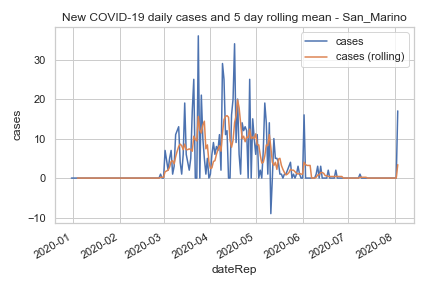 New COVID-19 daily cases and 5 day rolling mean - San_Marino
cases
cases (rolling)
30
20
10
0
−10
cases
2020-01
2020-02
2020-03
2020-04
2020-05
2020-06
2020-07
2020-08
dateRep